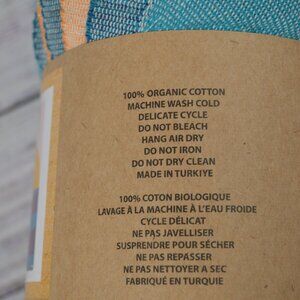 100% ORGANIC COTTON
MACHINE WASH COLD
DELICATE CYCLE
DO NOT BLEACH
HANG AIR DRY
DO NOT IRON
DO NOT DRY CLEAN
MADE IN TURKIYE
100% COTON BIOLOGIQUE
LAVAGE À LA MACHINE À L'EAU FROIDE
CYCLE DÉLICAT
NE PAS JAVELLISER
SUSPENDRE POUR SÉCHER
NE PAS REPASSER
NE PAS NETTOYER A SEC
FABRIQUÉ EN TURQUIE